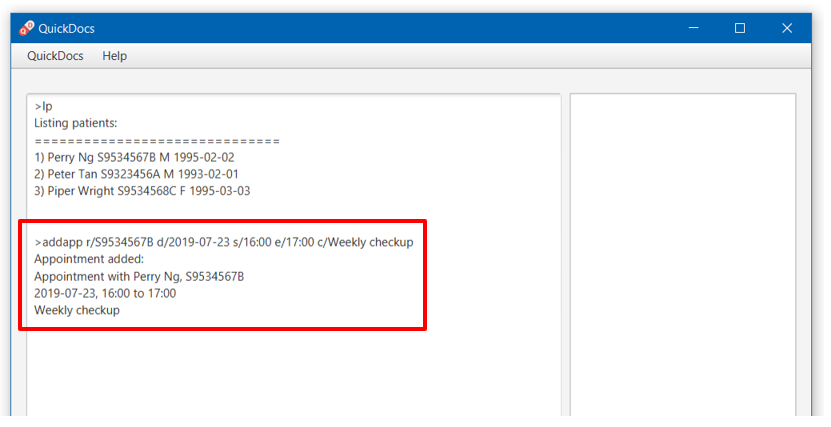 QuickDocs
QuickDocs Help
>lp
Listing patients:
==============================
1) Perry Ng S9534567B M 1995-02-02
2) Peter Tan S9323456A M 1993-02-01
3) Piper Wright S9534568C F 1995-03-03
>addapp r/S9534567B d/2019-07-23 s/16:00 e/17:00 c/Weekly checkup
Appointment added:
Appointment with Perry Ng, S9534567B
2019-07-23, 16:00 to 17:00
Weekly checkup